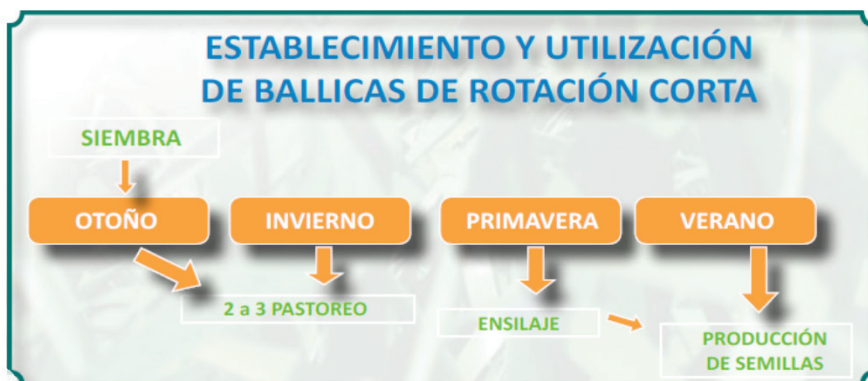 ESTABLECIMIENTO Y UTILIZACIÓN
DE BALLICAS DE ROTACIÓN CORTA
SIEMBRA
OTOÑO
INVIERNO
PRIMAVERA
VERANO
2 a 3 PASTOREO
ENSILAJE
PRODUCCIÓN
DE SEMILLAS